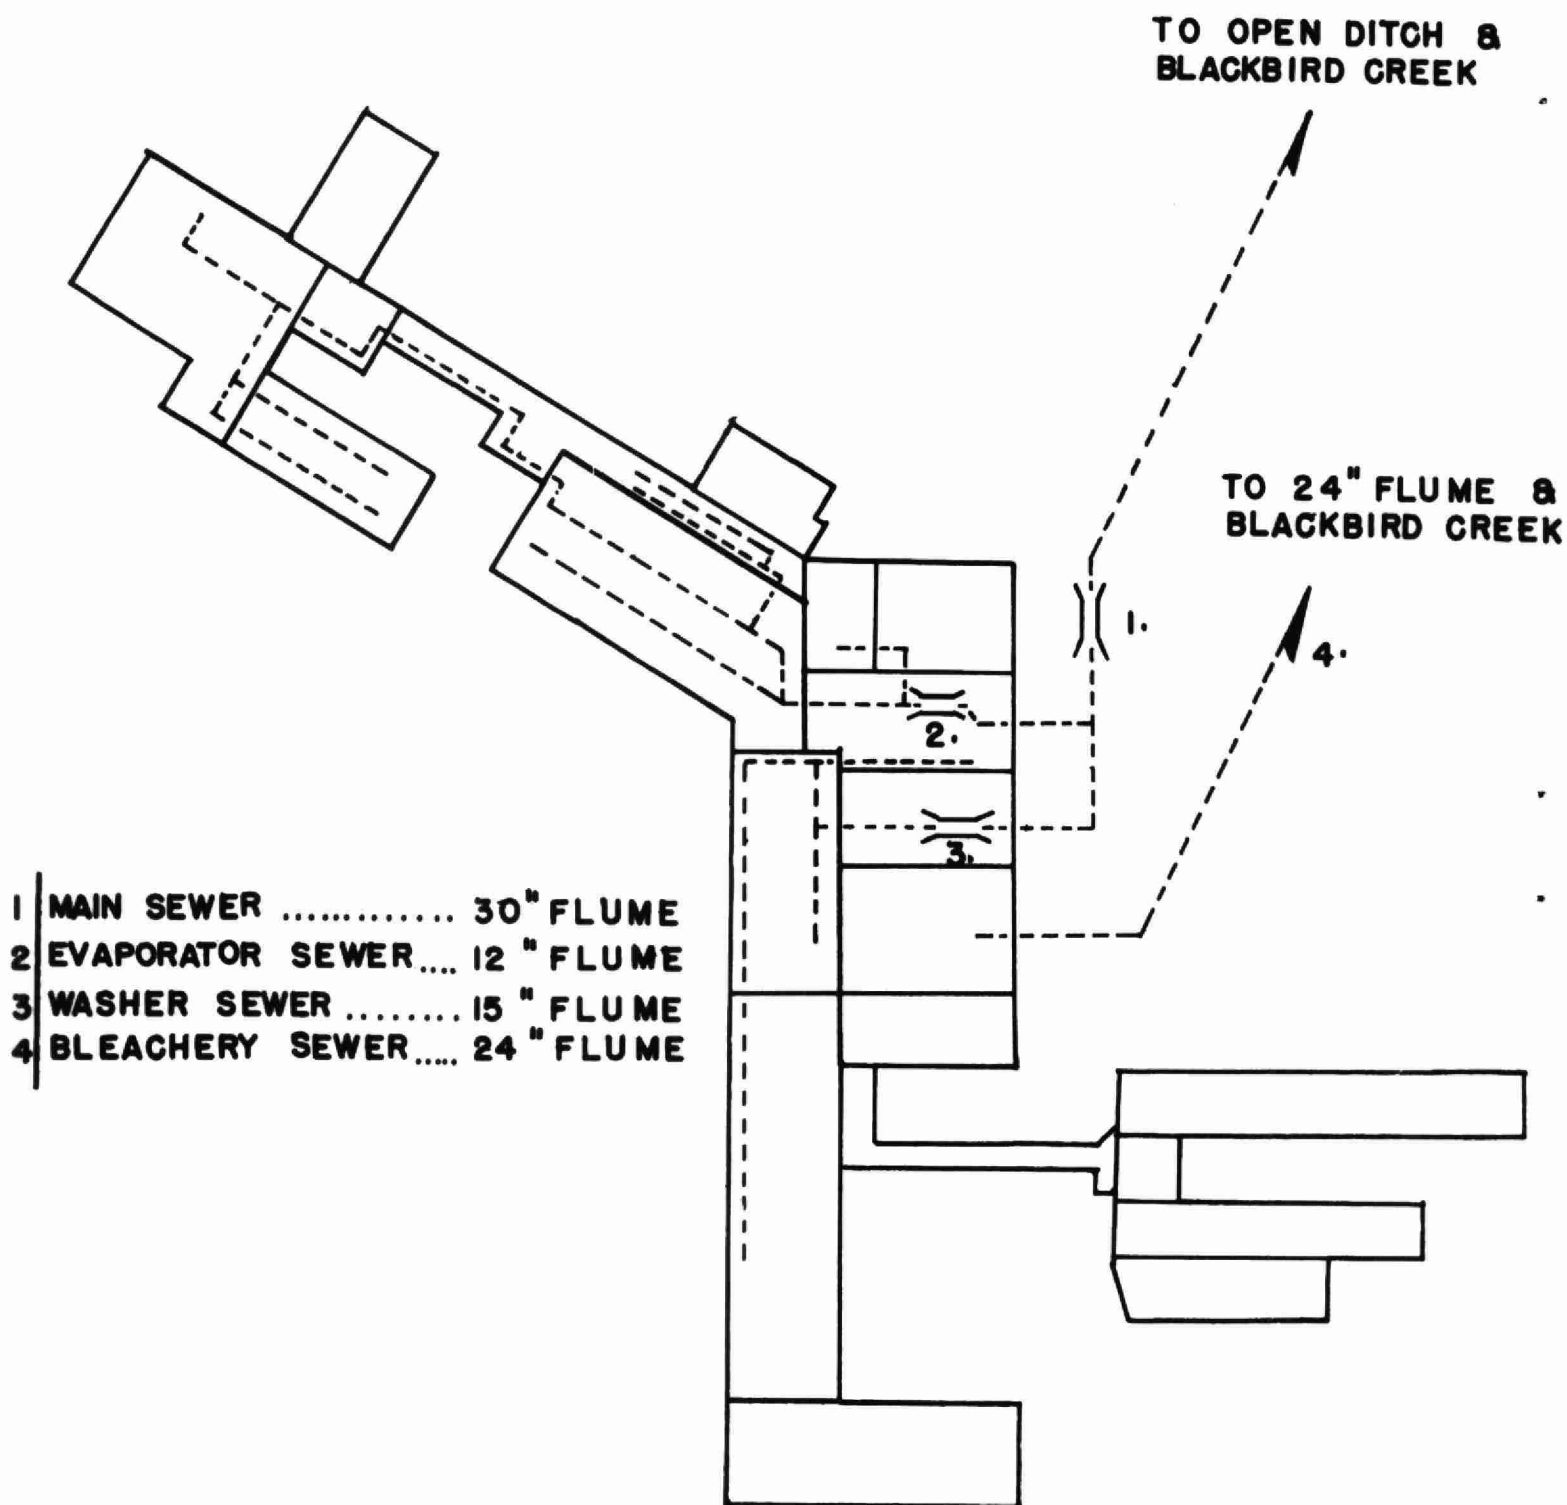 TO OPEN DITCH &
BLACKBIRD CREEK
TO 24" FLUME &
BLACKBIRD CREEK
1.
4.
2.
3.
1 MAIN SEWER ............. 30" FLUME
2 EVAPORATOR SEWER.... 12" FLUME
3 WASHER SEWER ........ 15" FLUME
4 BLEACHERY SEWER..... 24" FLUME